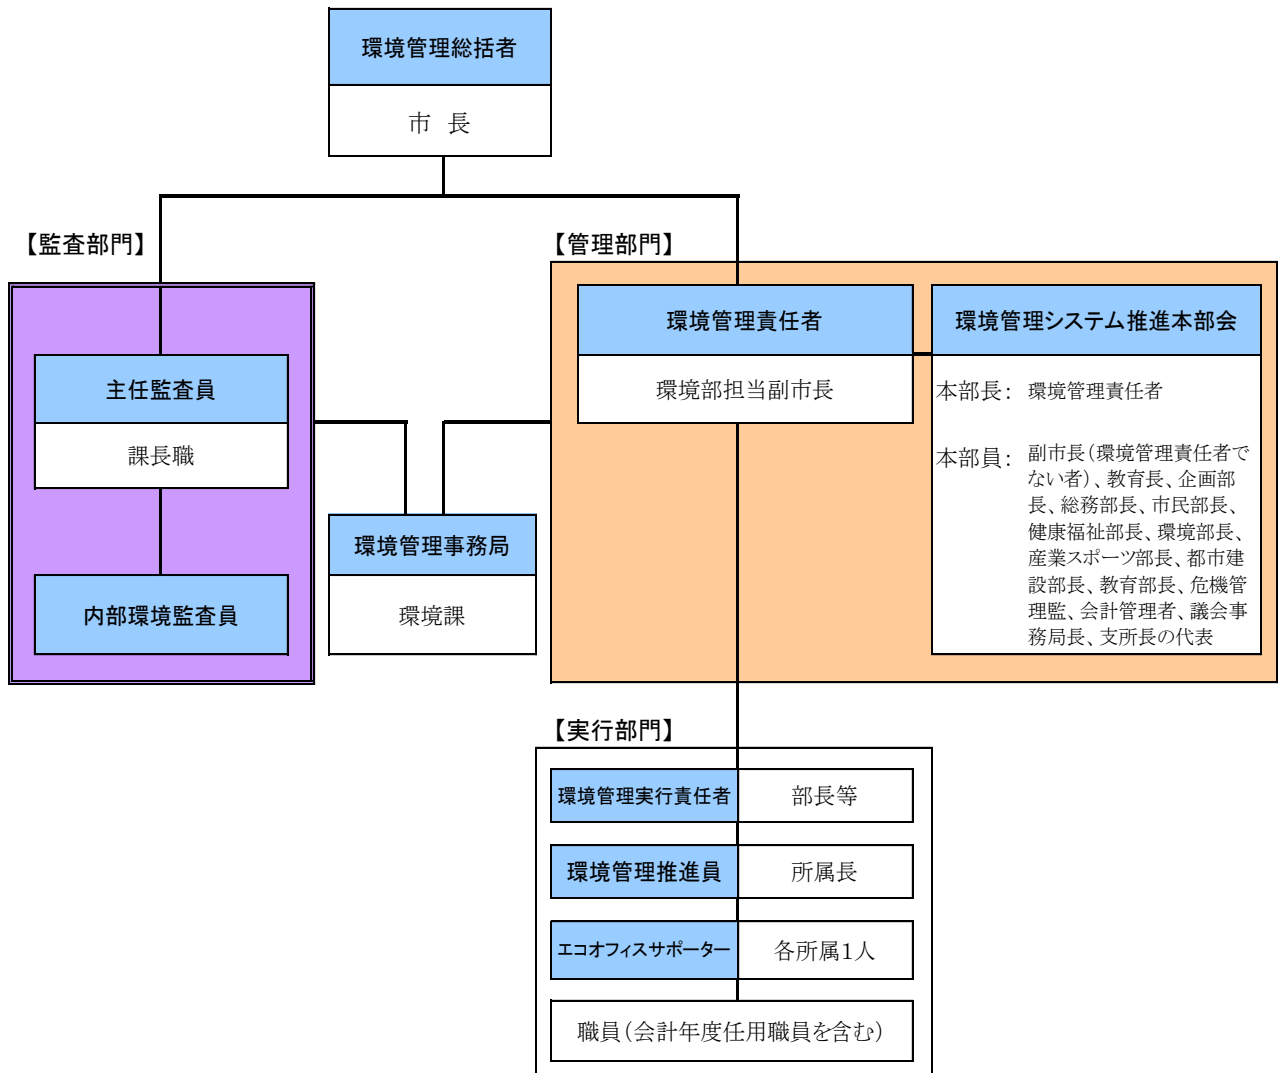 環境管理総括者
市　長
【監査部門】
【管理部門】
主任監査員
課長職
内部環境監査員
環境管理事務局
環境課
環境管理責任者
環境部担当副市長
環境管理システム推進本部会
本部長： 環境管理責任者
本部員： 副市長（環境管理責任者で
ない者）、教育長、企画部
長、総務部長、市民部長、
健康福祉部長、環境部長、
産業スポーツ部長、都市建
設部長、教育部長、危機管
理監、会計管理者、議会事
務局長、支所長の代表
【実行部門】
環境管理実行責任者 部長等
環境管理推進員 所属長
エコオフィスサポーター 各所属1人
職員（会計年度任用職員を含む）